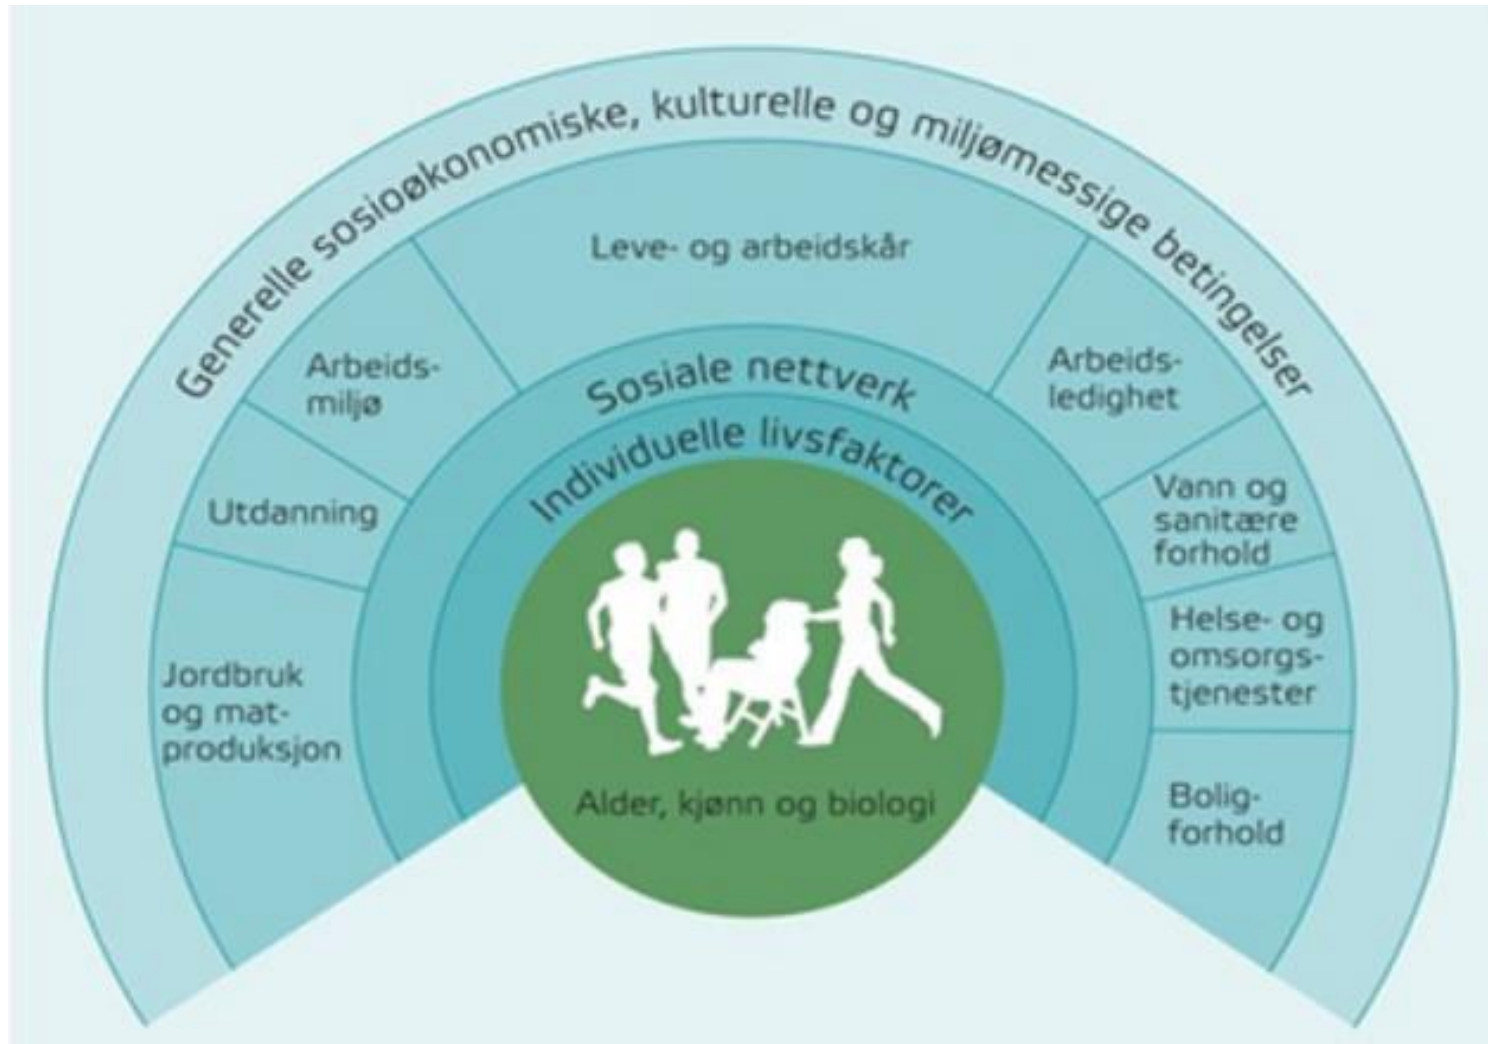 Generelle sosioøkonomiske, kulturelle og miljømessige betingelser
Leve- og arbeidskår
Arbeids-
miljø
Utdanning
Jordbruk
og mat-
produksjon
Arbeids-
ledighet
Vann og
sanitære
forhold
Helse- og
omsorgs-
tjenester
Bolig-
forhold
Sosiale nettverk
Individuelle livsfaktorer
Alder, kjønn og biologi